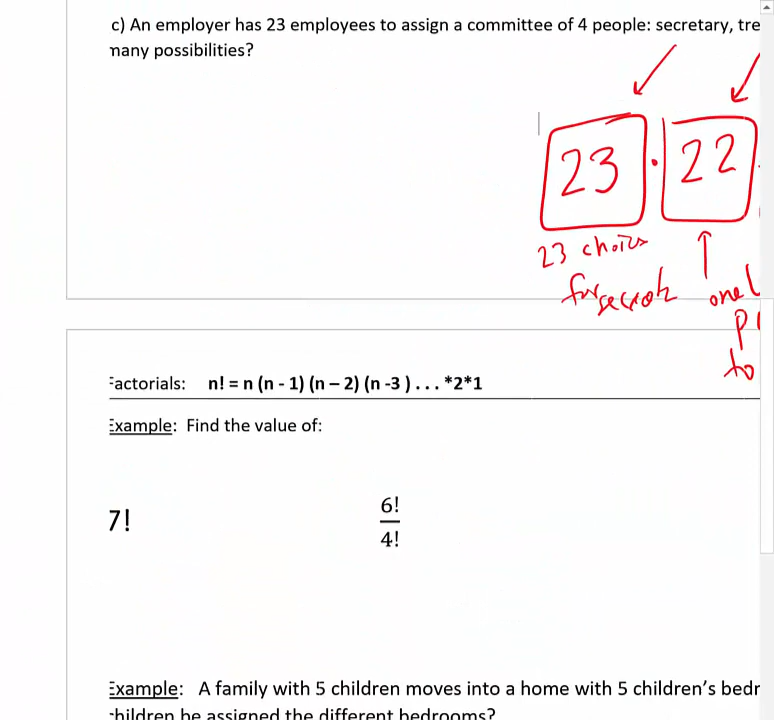 c) An employer has 23 employees to assign a committee of 4 people: secretary, tre
many possibilities?
23 . 22
23 choices
for
one
to
Factorials: n! = n (n - 1) (n – 2) (n -3 ) . . . *2*1
Example: Find the value of:
7!
6!
4!
Example: A family with 5 children moves into a home with 5 children's bedr
children be assigned the different bedrooms?